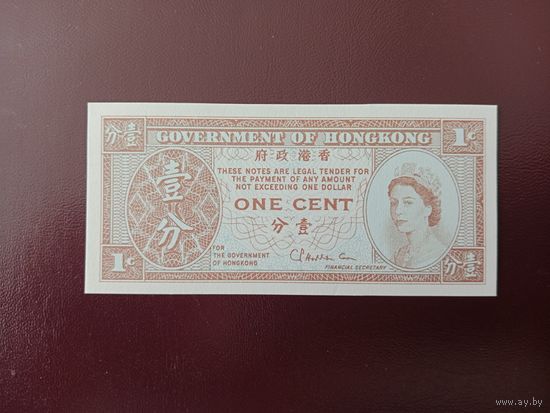 分壹 GOVERNMENT OF HONGKONG 1c
府政港香
THESE NOTES ARE LEGAL TENDER FOR
THE PAYMENT OF ANY AMOUNT
NOT EXCEEDING ONE DOLLAR
壹分
ONE CENT
分壹
FOR
THE GOVERNMENT
OF HONGKONG
FINANCIAL SECRETARY
1c
分壹
www.ay.by